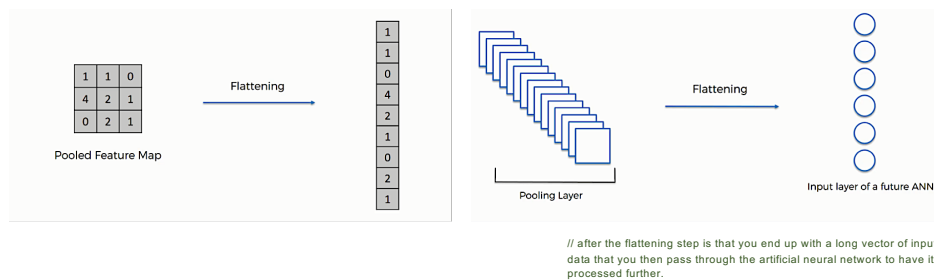 1 1 0
4 2 1
0 2 1
Pooled Feature Map
Flattening
1
1
0
4
2
1
0
2
1
Flattening
Pooling Layer
Input layer of a future ANN
// after the flattening step is that you end up with a long vector of inpu
data that you then pass through the artificial neural network to have it
processed further.